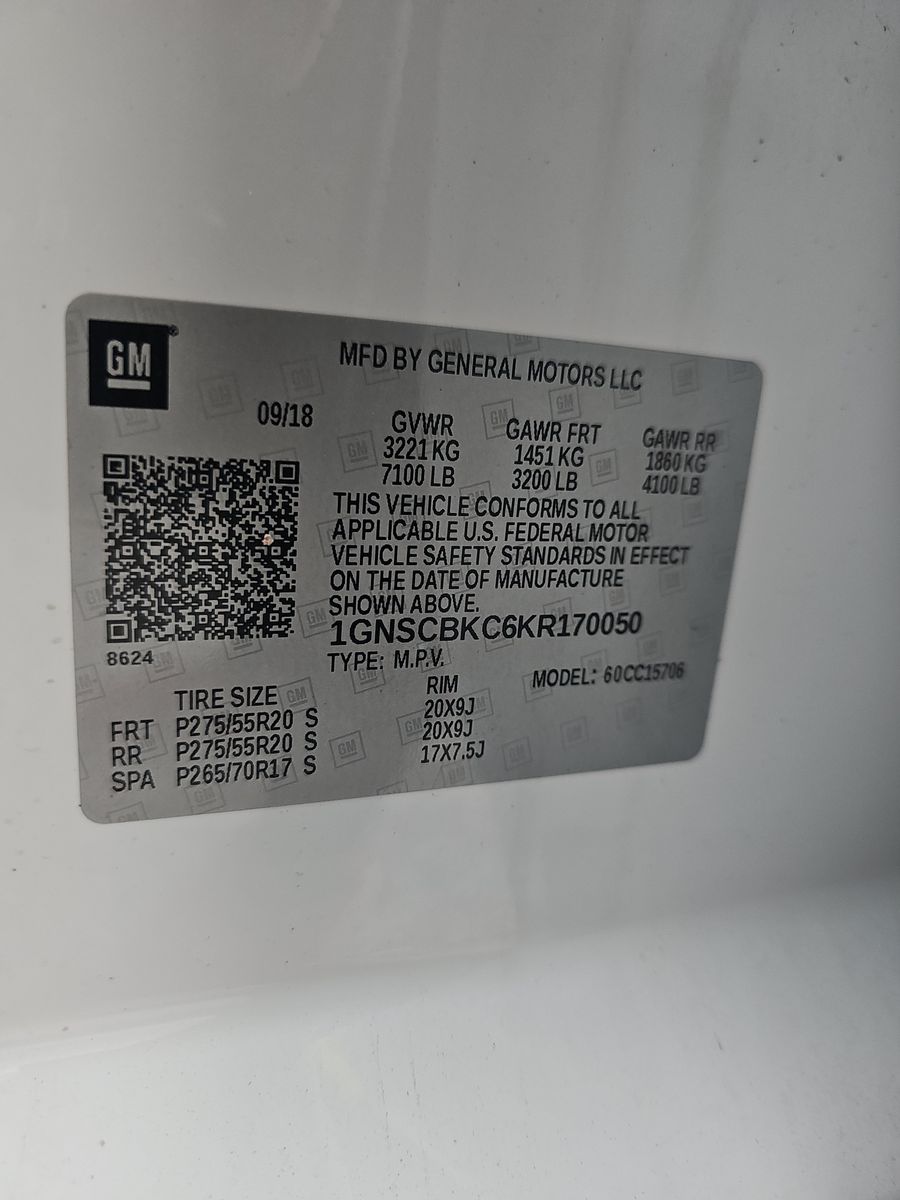 GM
MFD BY GENERAL MOTORS LLC
09/18
GVWR GAWR FRT GAWR RR
3221 KG 1451 KG 1860 KG
7100 LB 3200 LB 4100 LB
THIS VEHICLE CONFORMS TO ALL
APPLICABLE U.S. FEDERAL MOTOR
VEHICLE SAFETY STANDARDS IN EFFECT
ON THE DATE OF MANUFACTURE
SHOWN ABOVE.
1GNSCBKC6KR170050
8624
TYPE: M.P.V. MODEL: 60CC15706
TIRE SIZE RIM
FRT P275/55R20 S 20X9J
RR P275/55R20 S 20X9J
SPA P265/70R17 S 17X7.5J